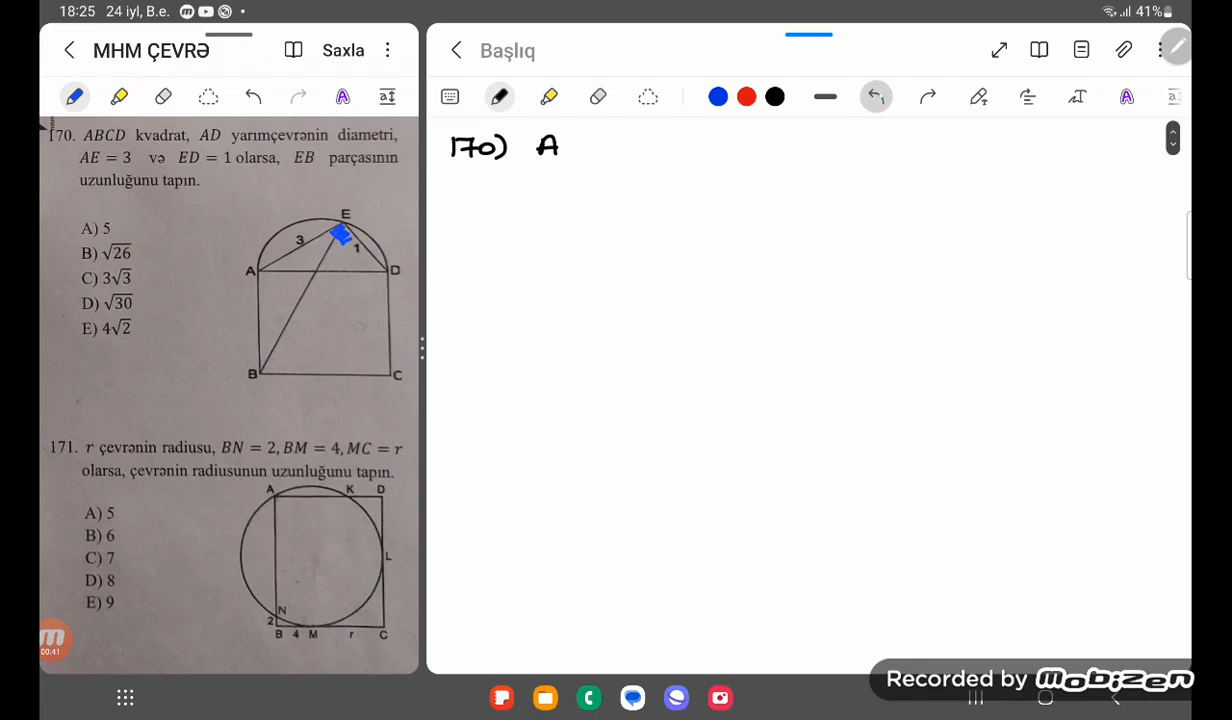 18:25 24 iyl, B.e.
41%
MHM ÇEVRƏ
Saxla
Başlıq
170. ABCD kvadrat, AD yarımçevrənin diametri,
AE = 3 və ED = 1 olarsa, EB parçasının
uzunluğunu tapın.
A) 5
B) √26
C) 3√3
D) √30
E) 4√2
E
3
1
A
D
B
C
171. r çevrənin radiusu, BN = 2, BM = 4, MC = r
olarsa, çevrənin radiusunun uzunluğunu tapın.
A) 5
B) 6
C) 7
D) 8
E) 9
A K D
L
N
2
B 4 M r C
00:41
170) A
Recorded by mobizen